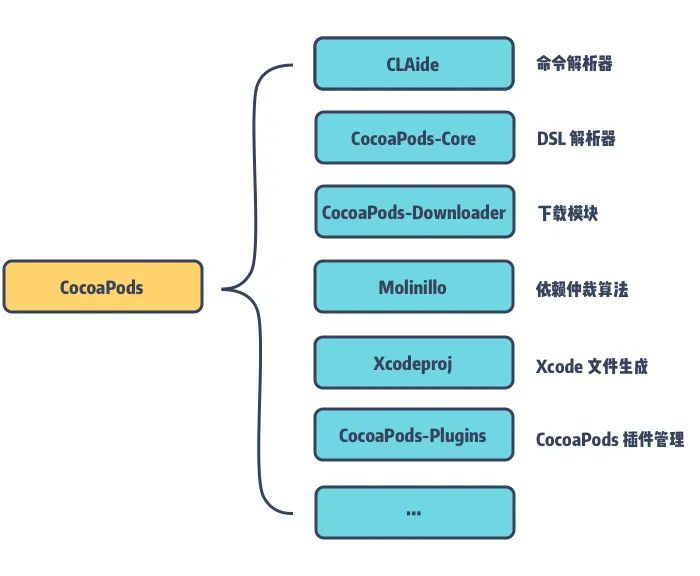 CLAide 命令解析器
CocoaPods-Core DSL 解析器
CocoaPods-Downloader 下载模块
CocoaPods
Molinillo 依赖仲裁算法
Xcodeproj Xcode 文件生成
CocoaPods-Plugins CocoaPods 插件管理
...